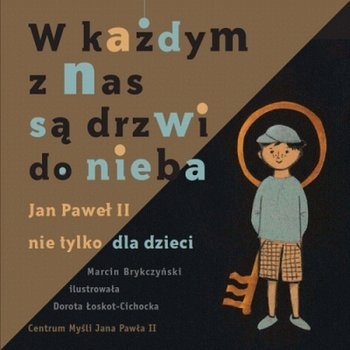 W każdym
z nas
są drzwi
do nieba
Jan Paweł II
nie tylko dla dzieci
Marcin Brykczyński
ilustrowała
Dorota Łoskot-Cichocka
Centrum Myśli Jana Pawła II